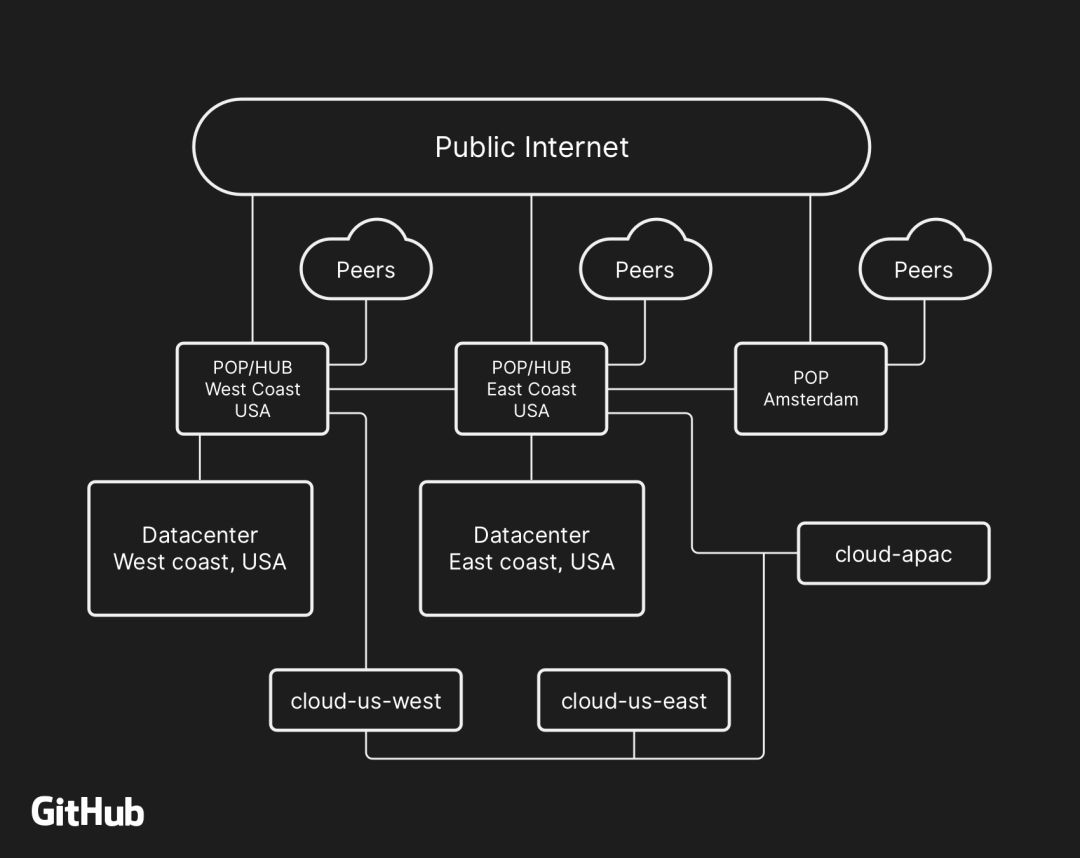 Public Internet
Peers
Peers
Peers
POP/HUB
West Coast
USA
POP/HUB
East Coast
USA
POP
Amsterdam
Datacenter
West coast, USA
Datacenter
East coast, USA
cloud-apac
cloud-us-west
cloud-us-east
GitHub